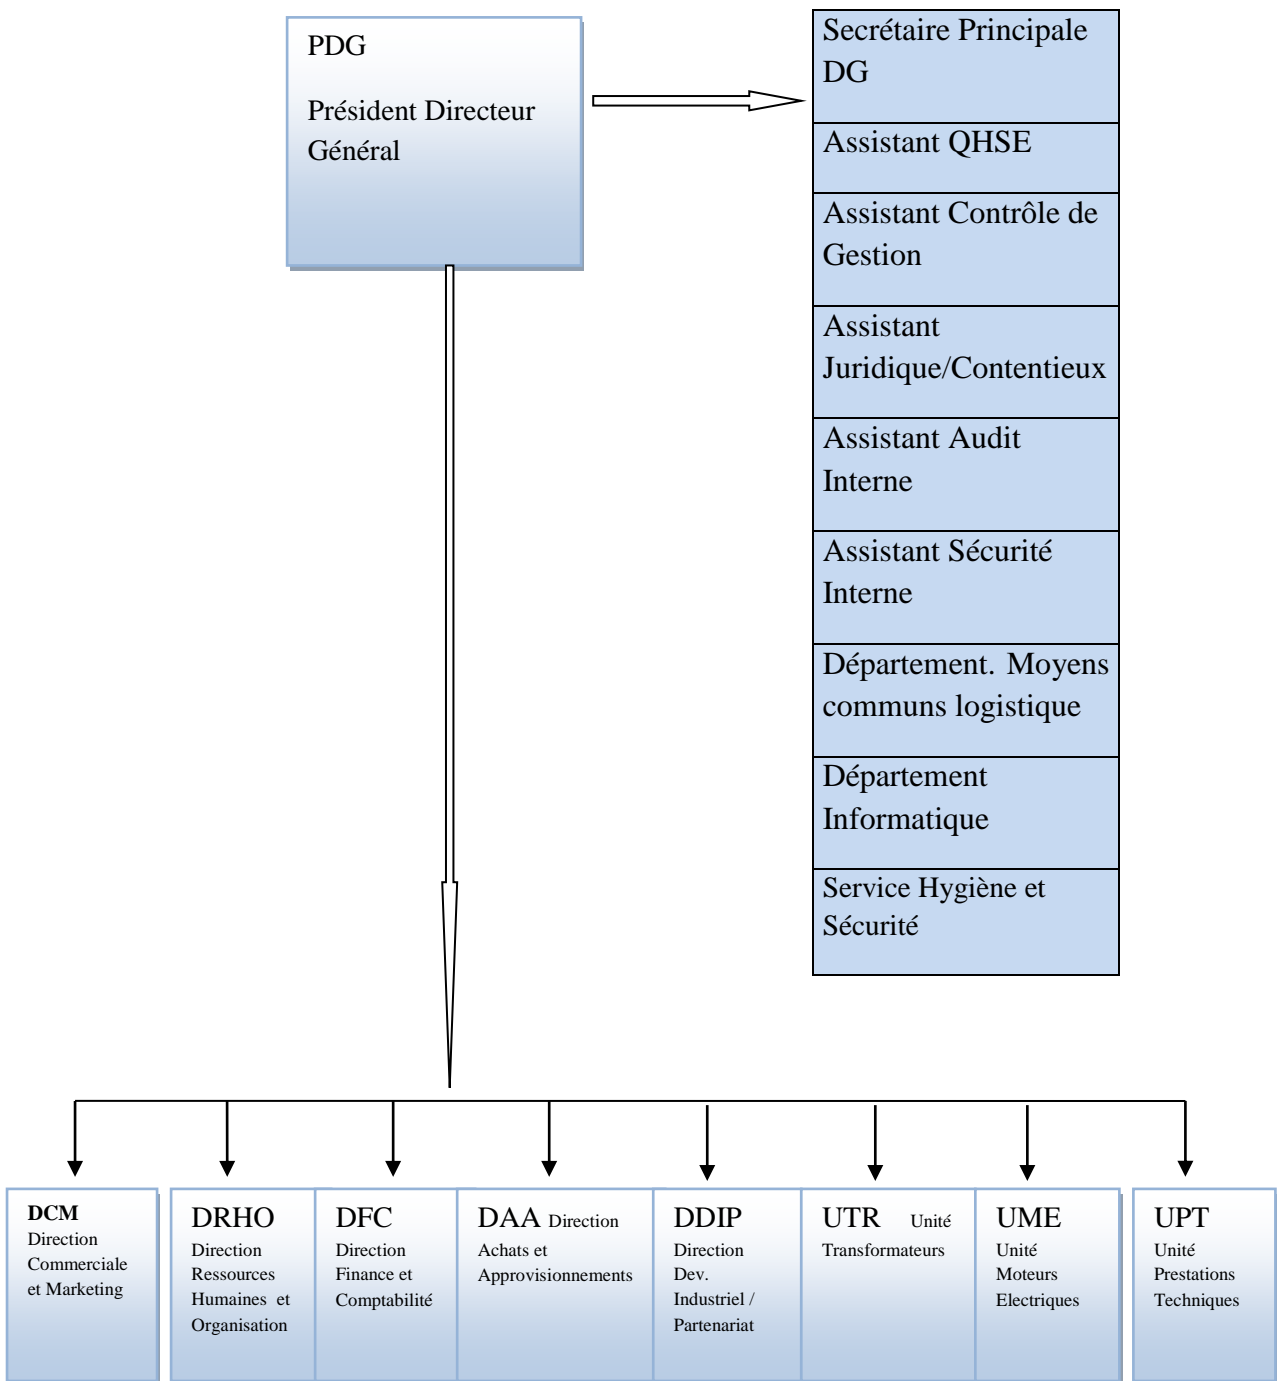 PDG
Président Directeur
Général
Secrétaire Principale
DG
Assistant QHSE
Assistant Contrôle de
Gestion
Assistant
Juridique/Contentieux
Assistant Audit
Interne
Assistant Sécurité
Interne
Département. Moyens
communs logistique
Département
Informatique
Service Hygiène et
Sécurité
DCM
Direction
Commerciale
et Marketing
DRHO
Direction
Ressources
Humaines et
Organisation
DFC
Direction
Finance et
Comptabilité
DAA Direction
Achats et
Approvisionnements
DDIP
Direction
Dev.
Industriel /
Partenariat
UTR Unité
Transformateurs
UME
Unité
Moteurs
Electriques
UPT
Unité
Prestations
Techniques